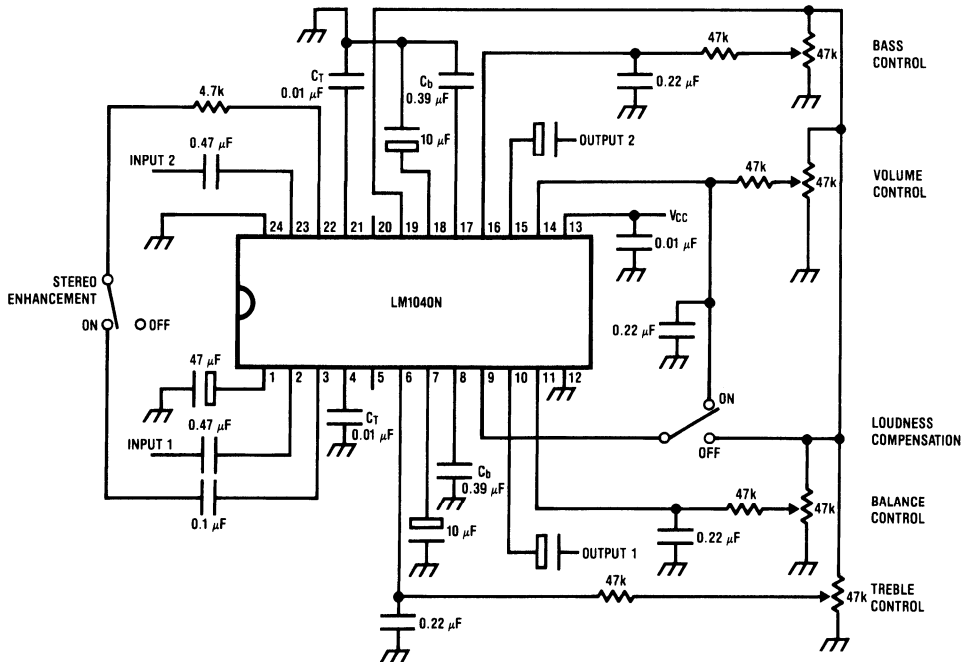 47k
BASS
CONTROL
47k
0.22 µF
CT
0.01 µF
Cb
0.39 µF
4.7k
10 µF
OUTPUT 2
0.47 µF
INPUT 2
47k
47k
VOLUME
CONTROL
VCC
0.01 µF
24 23 22 21 20 19 18 17 16 15 14 13
STEREO
ENHANCEMENT
LM1040N
ON
OFF
0.22 µF
47 µF
1 2 3 4 5 6 7 8 9 10 11 12
ON
OFF
LOUDNESS
COMPENSATION
CT
0.01 µF
0.47 µF
INPUT 1
Cb
0.39 µF
0.1 µF
47k
47k
BALANCE
CONTROL
0.22 µF
10 µF
OUTPUT 1
47k
47k
TREBLE
CONTROL
0.22 µF